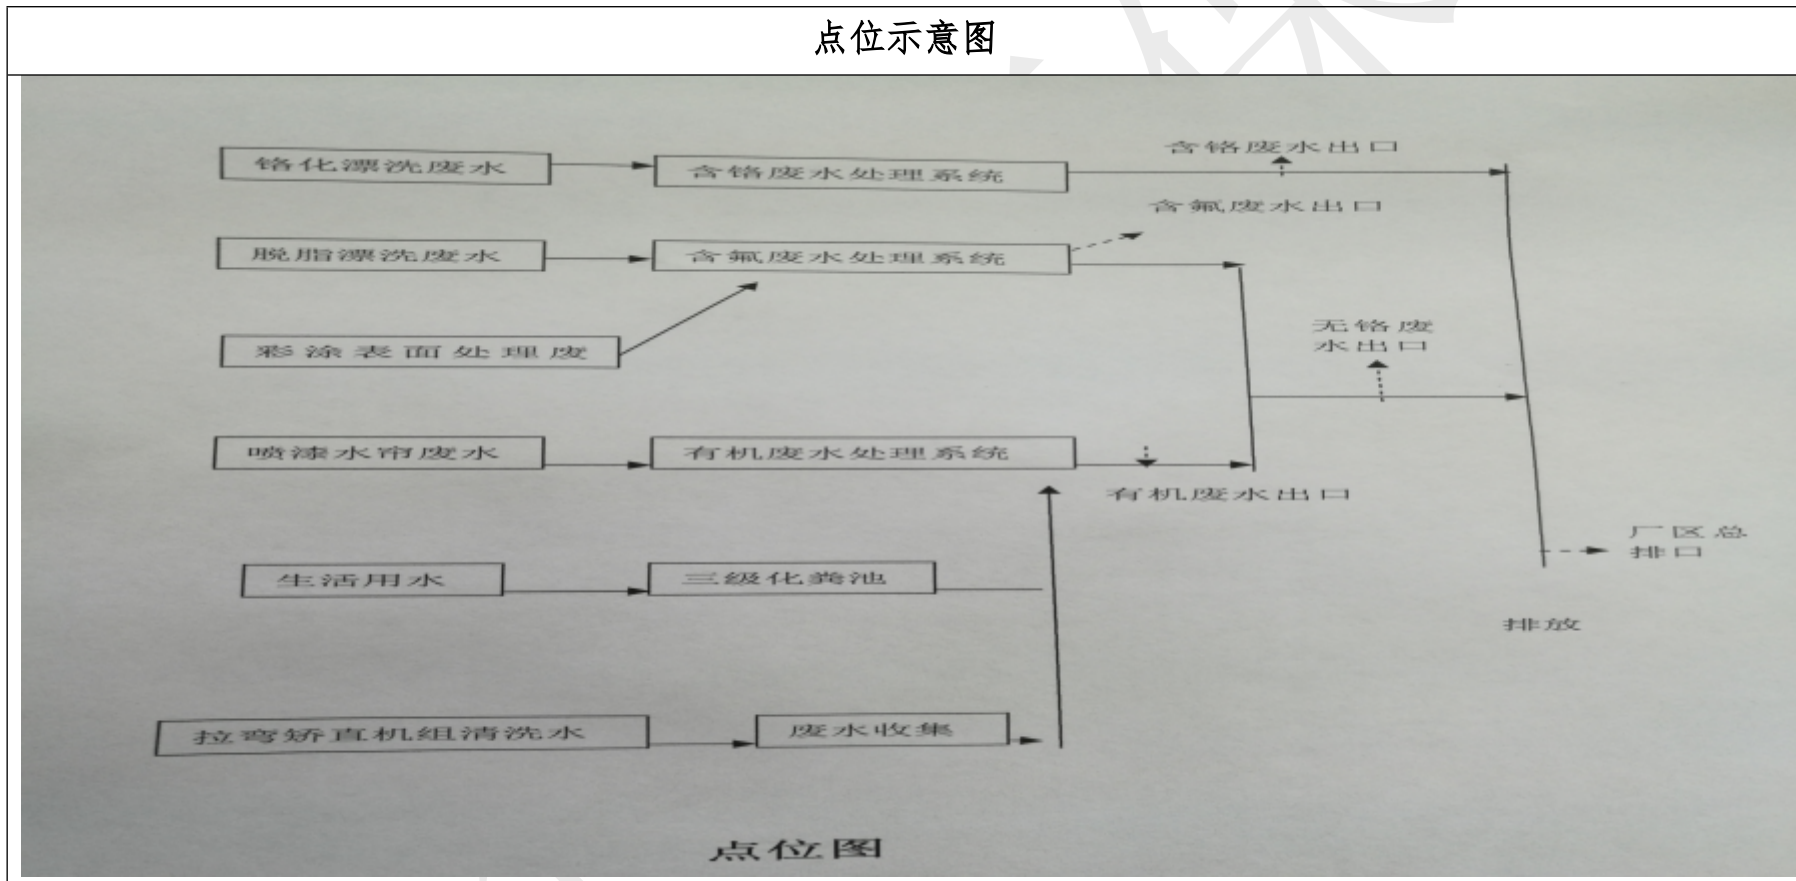 点位示意图
铬化漂洗废水
含铬废水处理系统
含铬废水出口
含氟废水出口
脱脂漂洗废水
含氟废水处理系统
彩涂表面处理废
无铬废
水出口
喷漆水帘废水
有机废水处理系统
有机废水出口
生活用水
三级化粪池
厂区总
排口
排放
拉弯矫直机组清洗水
废水收集
点位图